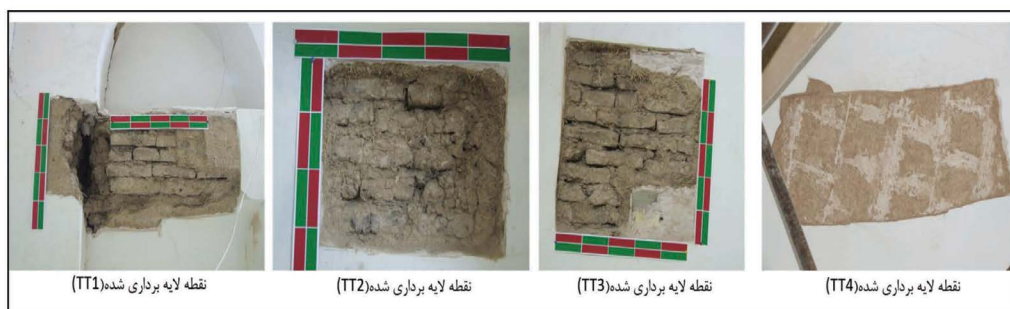 نقطه لایه برداری شده(TT1)
نقطه لایه برداری شده(TT2)
نقطه لایه برداری شده(TT3)
نقطه لایه برداری شده(TT4)